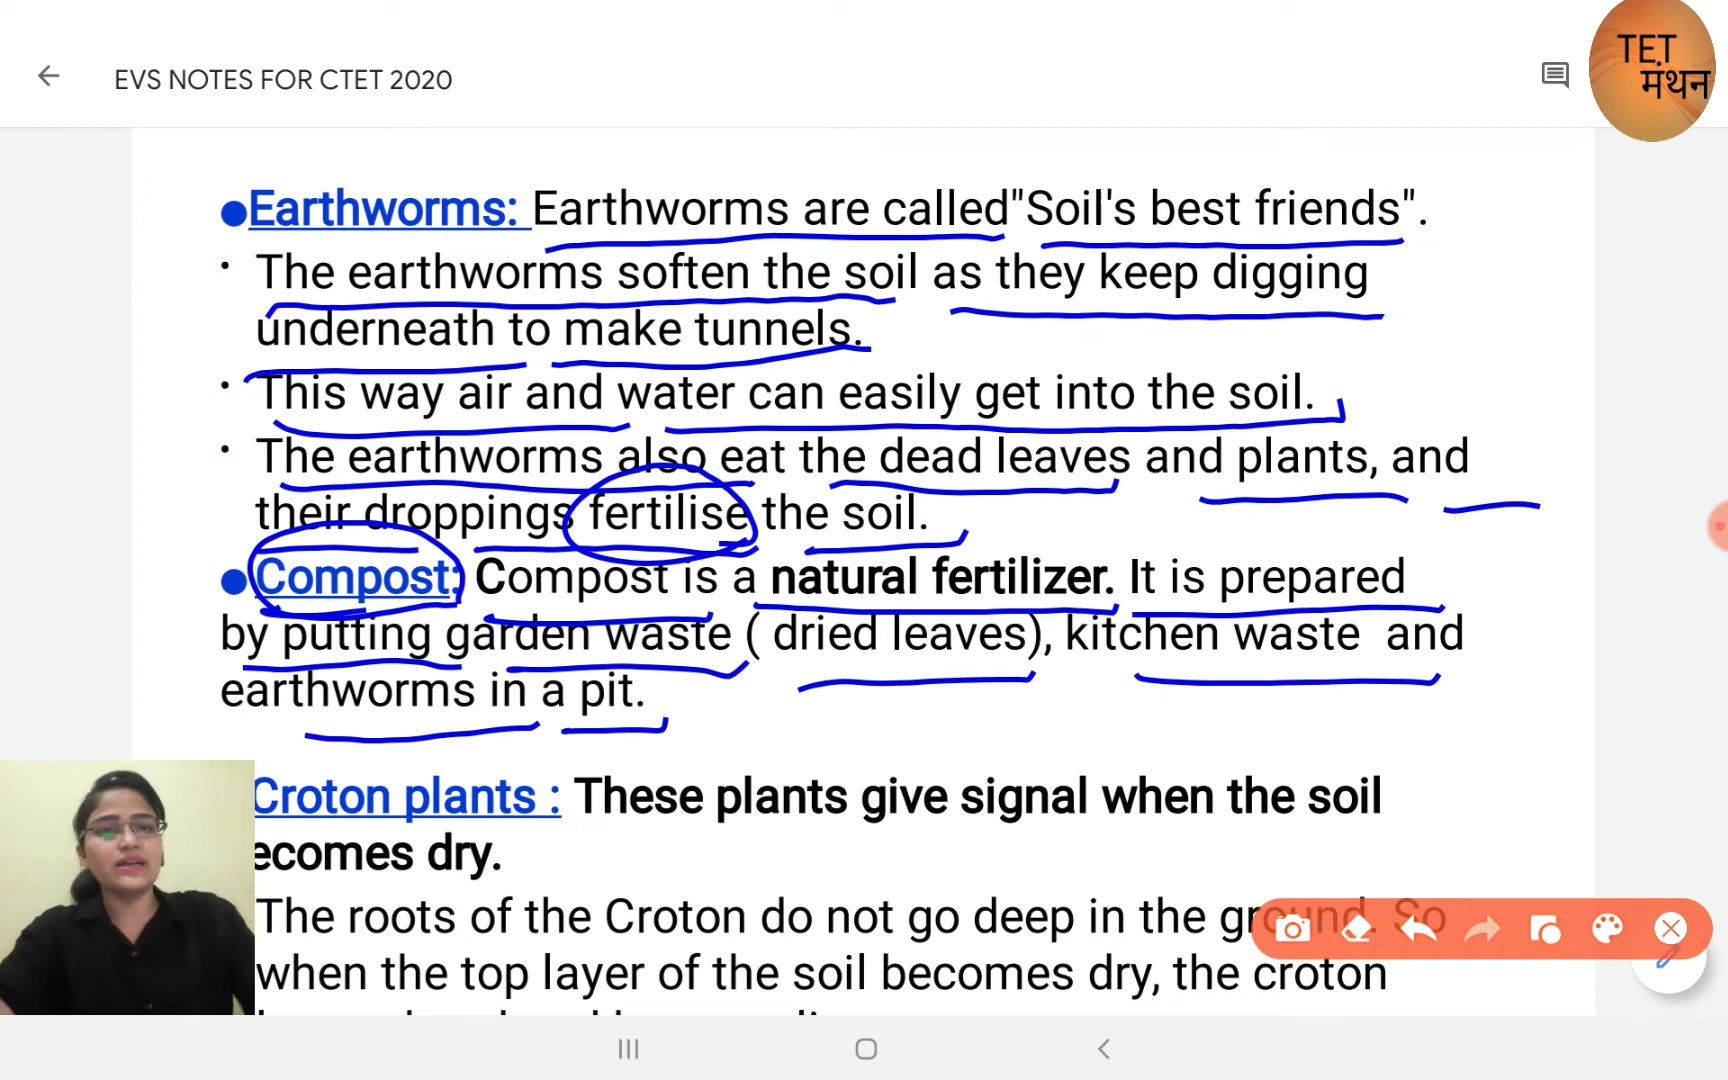 EVS NOTES FOR CTET 2020
TET
मंथन
●Earthworms: Earthworms are called"Soil's best friends".
· The earthworms soften the soil as they keep digging
underneath to make tunnels.
· This way air and water can easily get into the soil.
· The earthworms also eat the dead leaves and plants, and
their droppings fertilise the soil.
●Compost: Compost is a natural fertilizer. It is prepared
by putting garden waste ( dried leaves), kitchen waste and
earthworms in a pit.
Croton plants : These plants give signal when the soil
ecomes dry.
The roots of the Croton do not go deep in the ground. So
when the top layer of the soil becomes dry, the croton